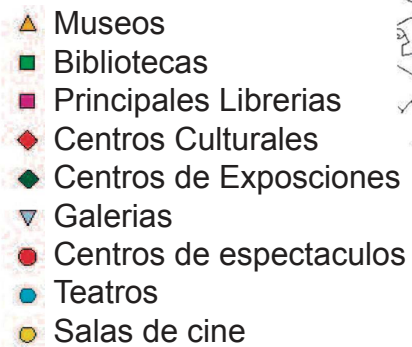 Museos
Bibliotecas
Principales Librerias
Centros Culturales
Centros de Exposciones
Galerias
Centros de espectaculos
Teatros
Salas de cine